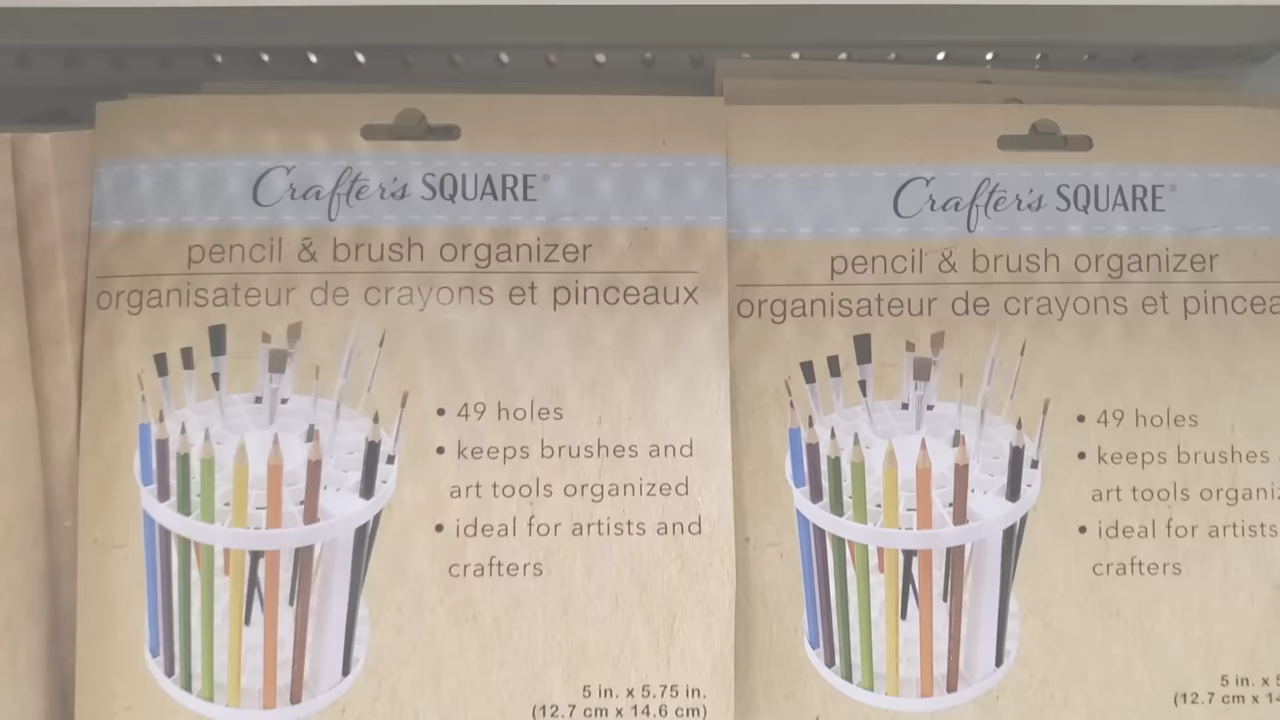 Crafter's SQUARE®
pencil & brush organizer
organisateur de crayons et pinceaux
• 49 holes
• keeps brushes and
art tools organized
• ideal for artists and
crafters
5 in. x 5.75 in.
(12.7 cm x 14.6 cm)
Crafter's SQUARE®
pencil & brush organizer
organisateur de crayons et pincea
• 49 holes
• keeps brushes
art tools organi
• ideal for artists
crafters
5 in. x 5
(12.7 cm x 1